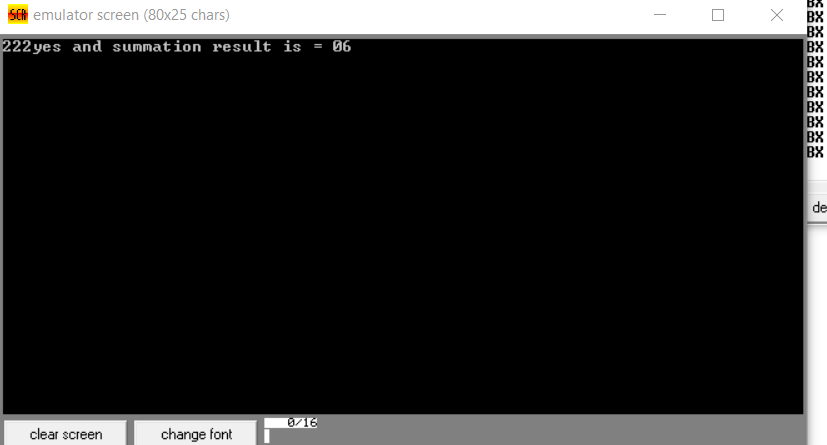 SCR emulator screen (80x25 chars)
222yes and summation result is = 06
BX
BX
BX
BX
BX
BX
BX
BX
BX
BX
BX
de
clear screen change font 0/16